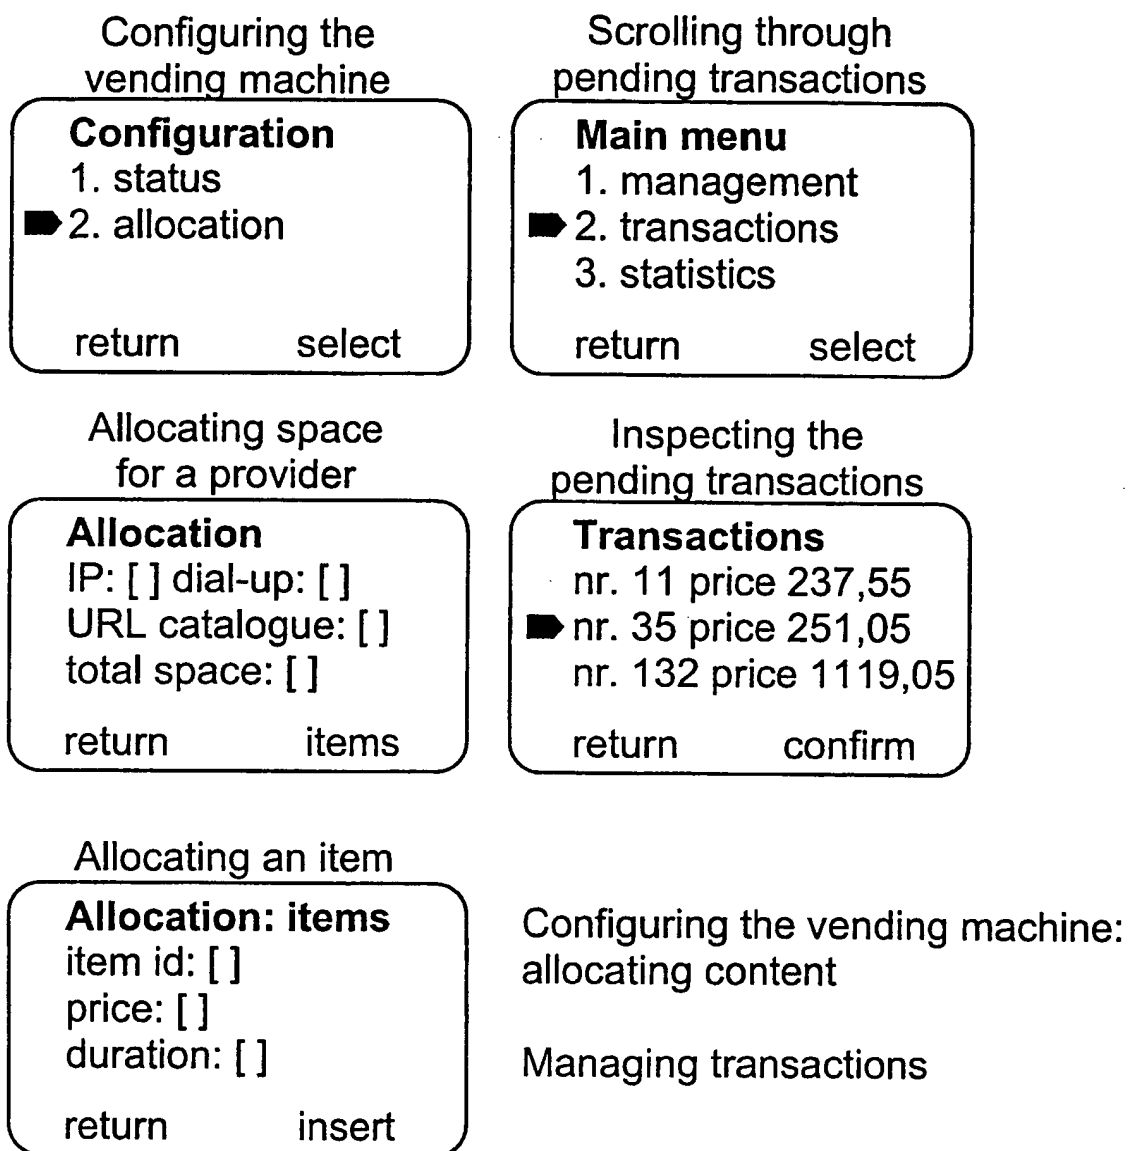 Configuring the
vending machine
Configuration
1. status
2. allocation
return select
Scrolling through
pending transactions
Main menu
1. management
2. transactions
3. statistics
return select
Allocating space
for a provider
Allocation
IP: [ ] dial-up: [ ]
URL catalogue: [ ]
total space: [ ]
return items
Inspecting the
pending transactions
Transactions
nr. 11 price 237,55
nr. 35 price 251,05
nr. 132 price 1119,05
return confirm
Allocating an item
Allocation: items
item id: [ ]
price: [ ]
duration: [ ]
return insert
Configuring the vending machine:
allocating content
Managing transactions